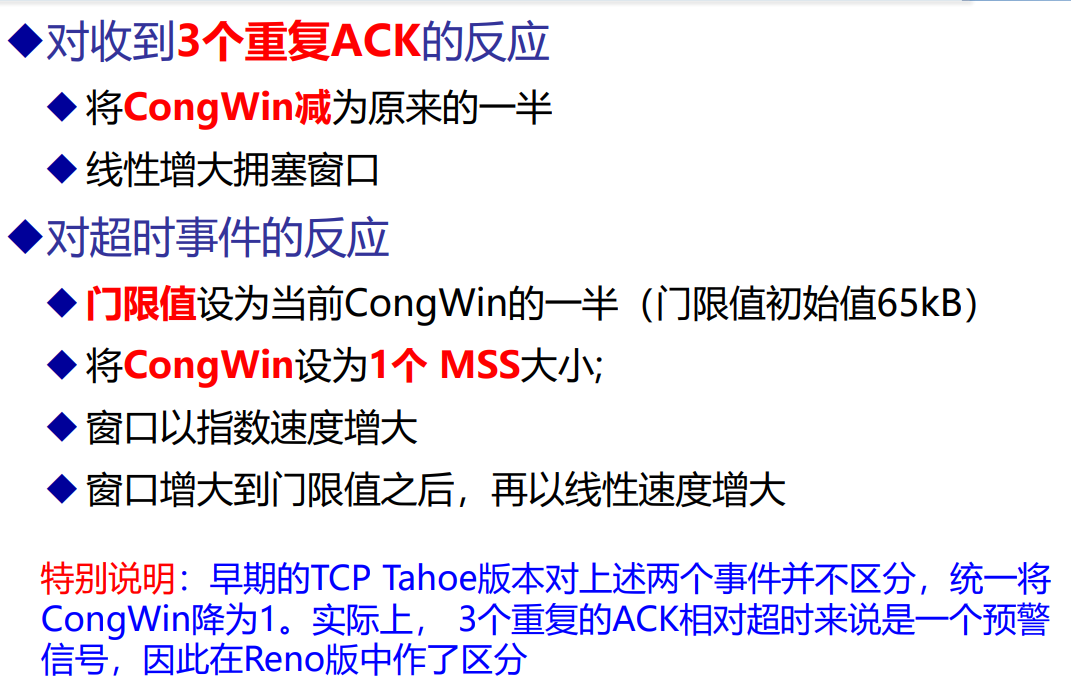 ◆对收到3个重复ACK的反应
◆将CongWin减为原来的一半
◆线性增大拥塞窗口
◆对超时事件的反应
◆门限值设为当前CongWin的一半（门限值初始值65kB）
◆将CongWin设为1个 MSS大小;
◆窗口以指数速度增大
◆窗口增大到门限值之后，再以线性速度增大
特别说明：早期的TCP Tahoe版本对上述两个事件并不区分，统一将
CongWin降为1。实际上， 3个重复的ACK相对超时来说是一个预警
信号，因此在Reno版中作了区分